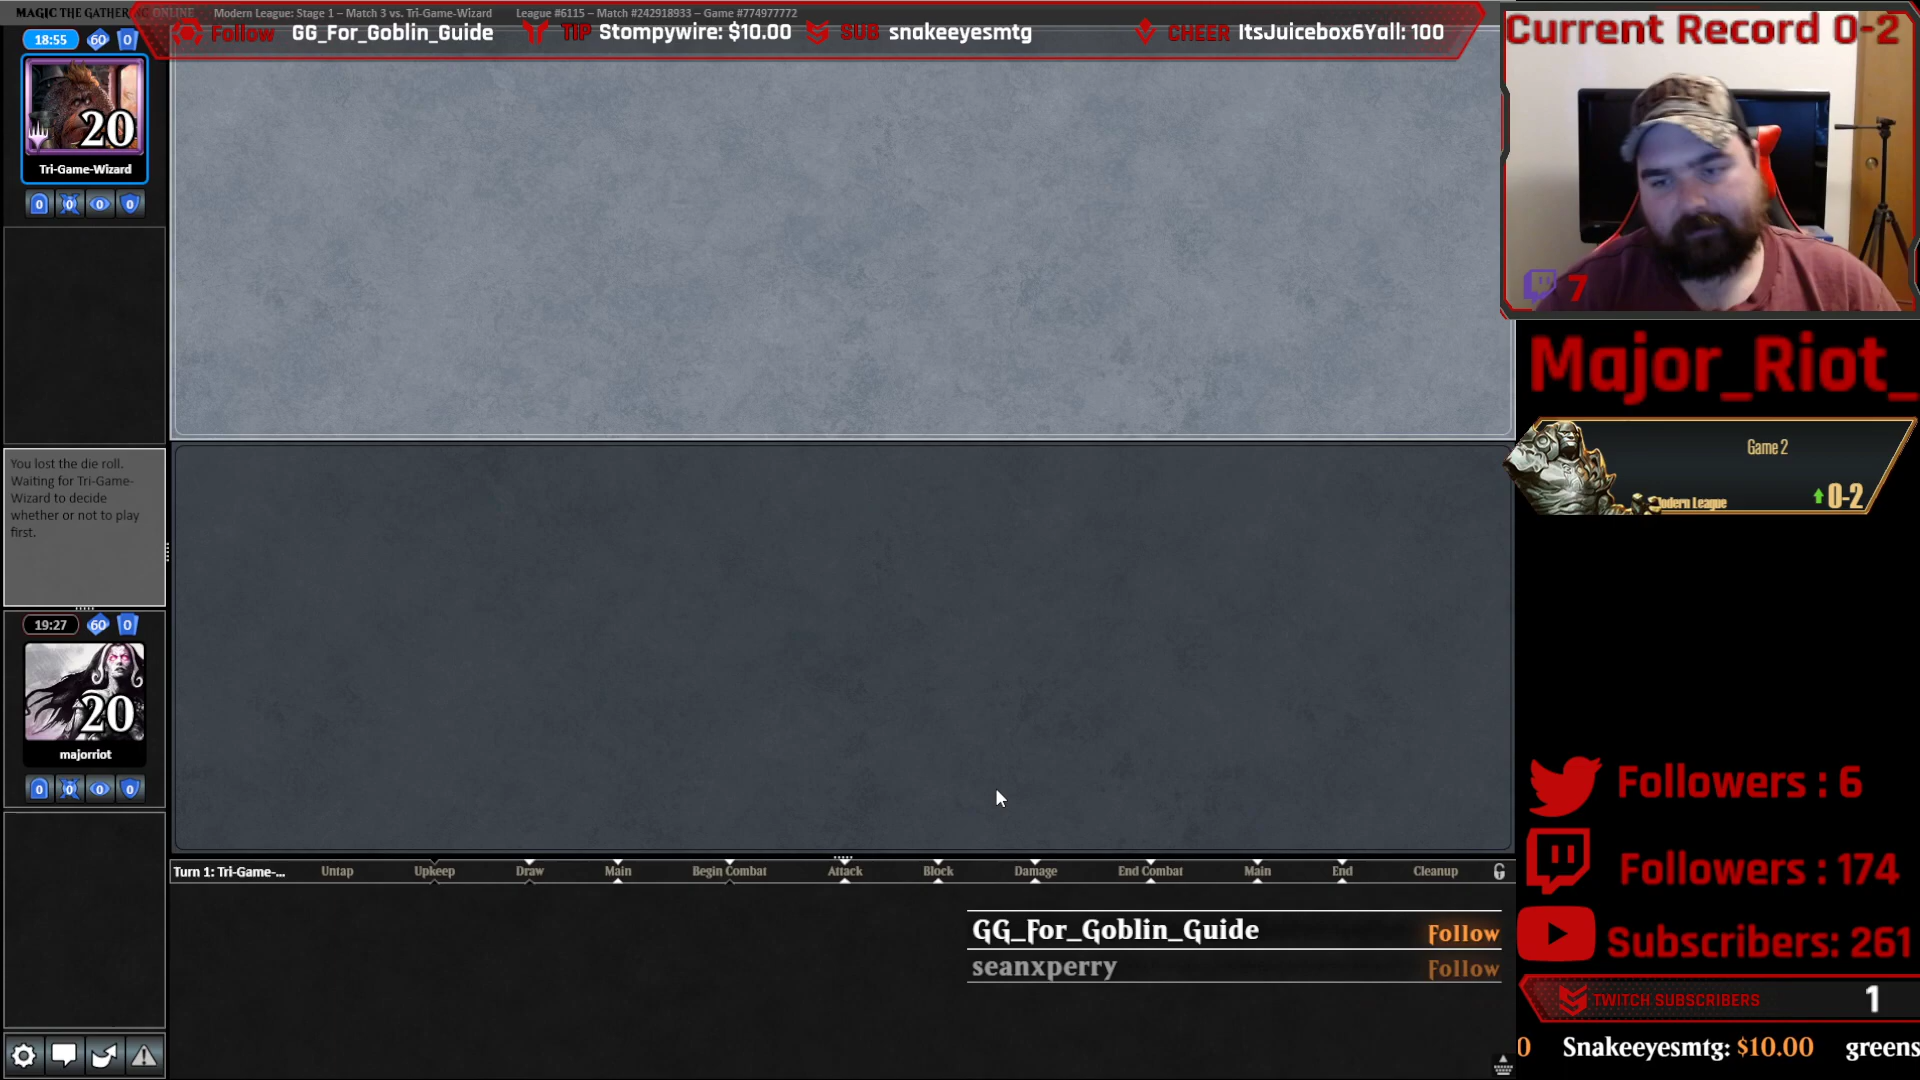 MAGIC THE GATHERING ONLINE
Modern League: Stage 1 – Match 3 vs. Tri-Game-Wizard
League #6115 – Match #242918933 – Game #774977772
Follow GG_For_Goblin_Guide TIP Stompywire: $10.00 SUB snakeeyesmtg CHEER ItsJuicebox6Yall: 100
Current Record 0-2
18:55 60 0
20
Tri-Game-Wizard
0 0 0 0
7
Major_Riot_
Game 2
Modern League
0-2
You lost the die roll.
Waiting for Tri-Game-
Wizard to decide
whether or not to play
first.
19:27 60 0
20
majorriot
0 0 0 0
Turn 1: Tri-Game-... Untap Upkeep Draw Main Begin Combat Attack Block Damage End Combat Main End Cleanup
GG_For_Goblin_Guide Follow
seanxperry Follow
Followers : 6
Followers : 174
Subscribers: 261
TWITCH SUBSCRIBERS 1
0 Snakeeyesmtg: $10.00 greens